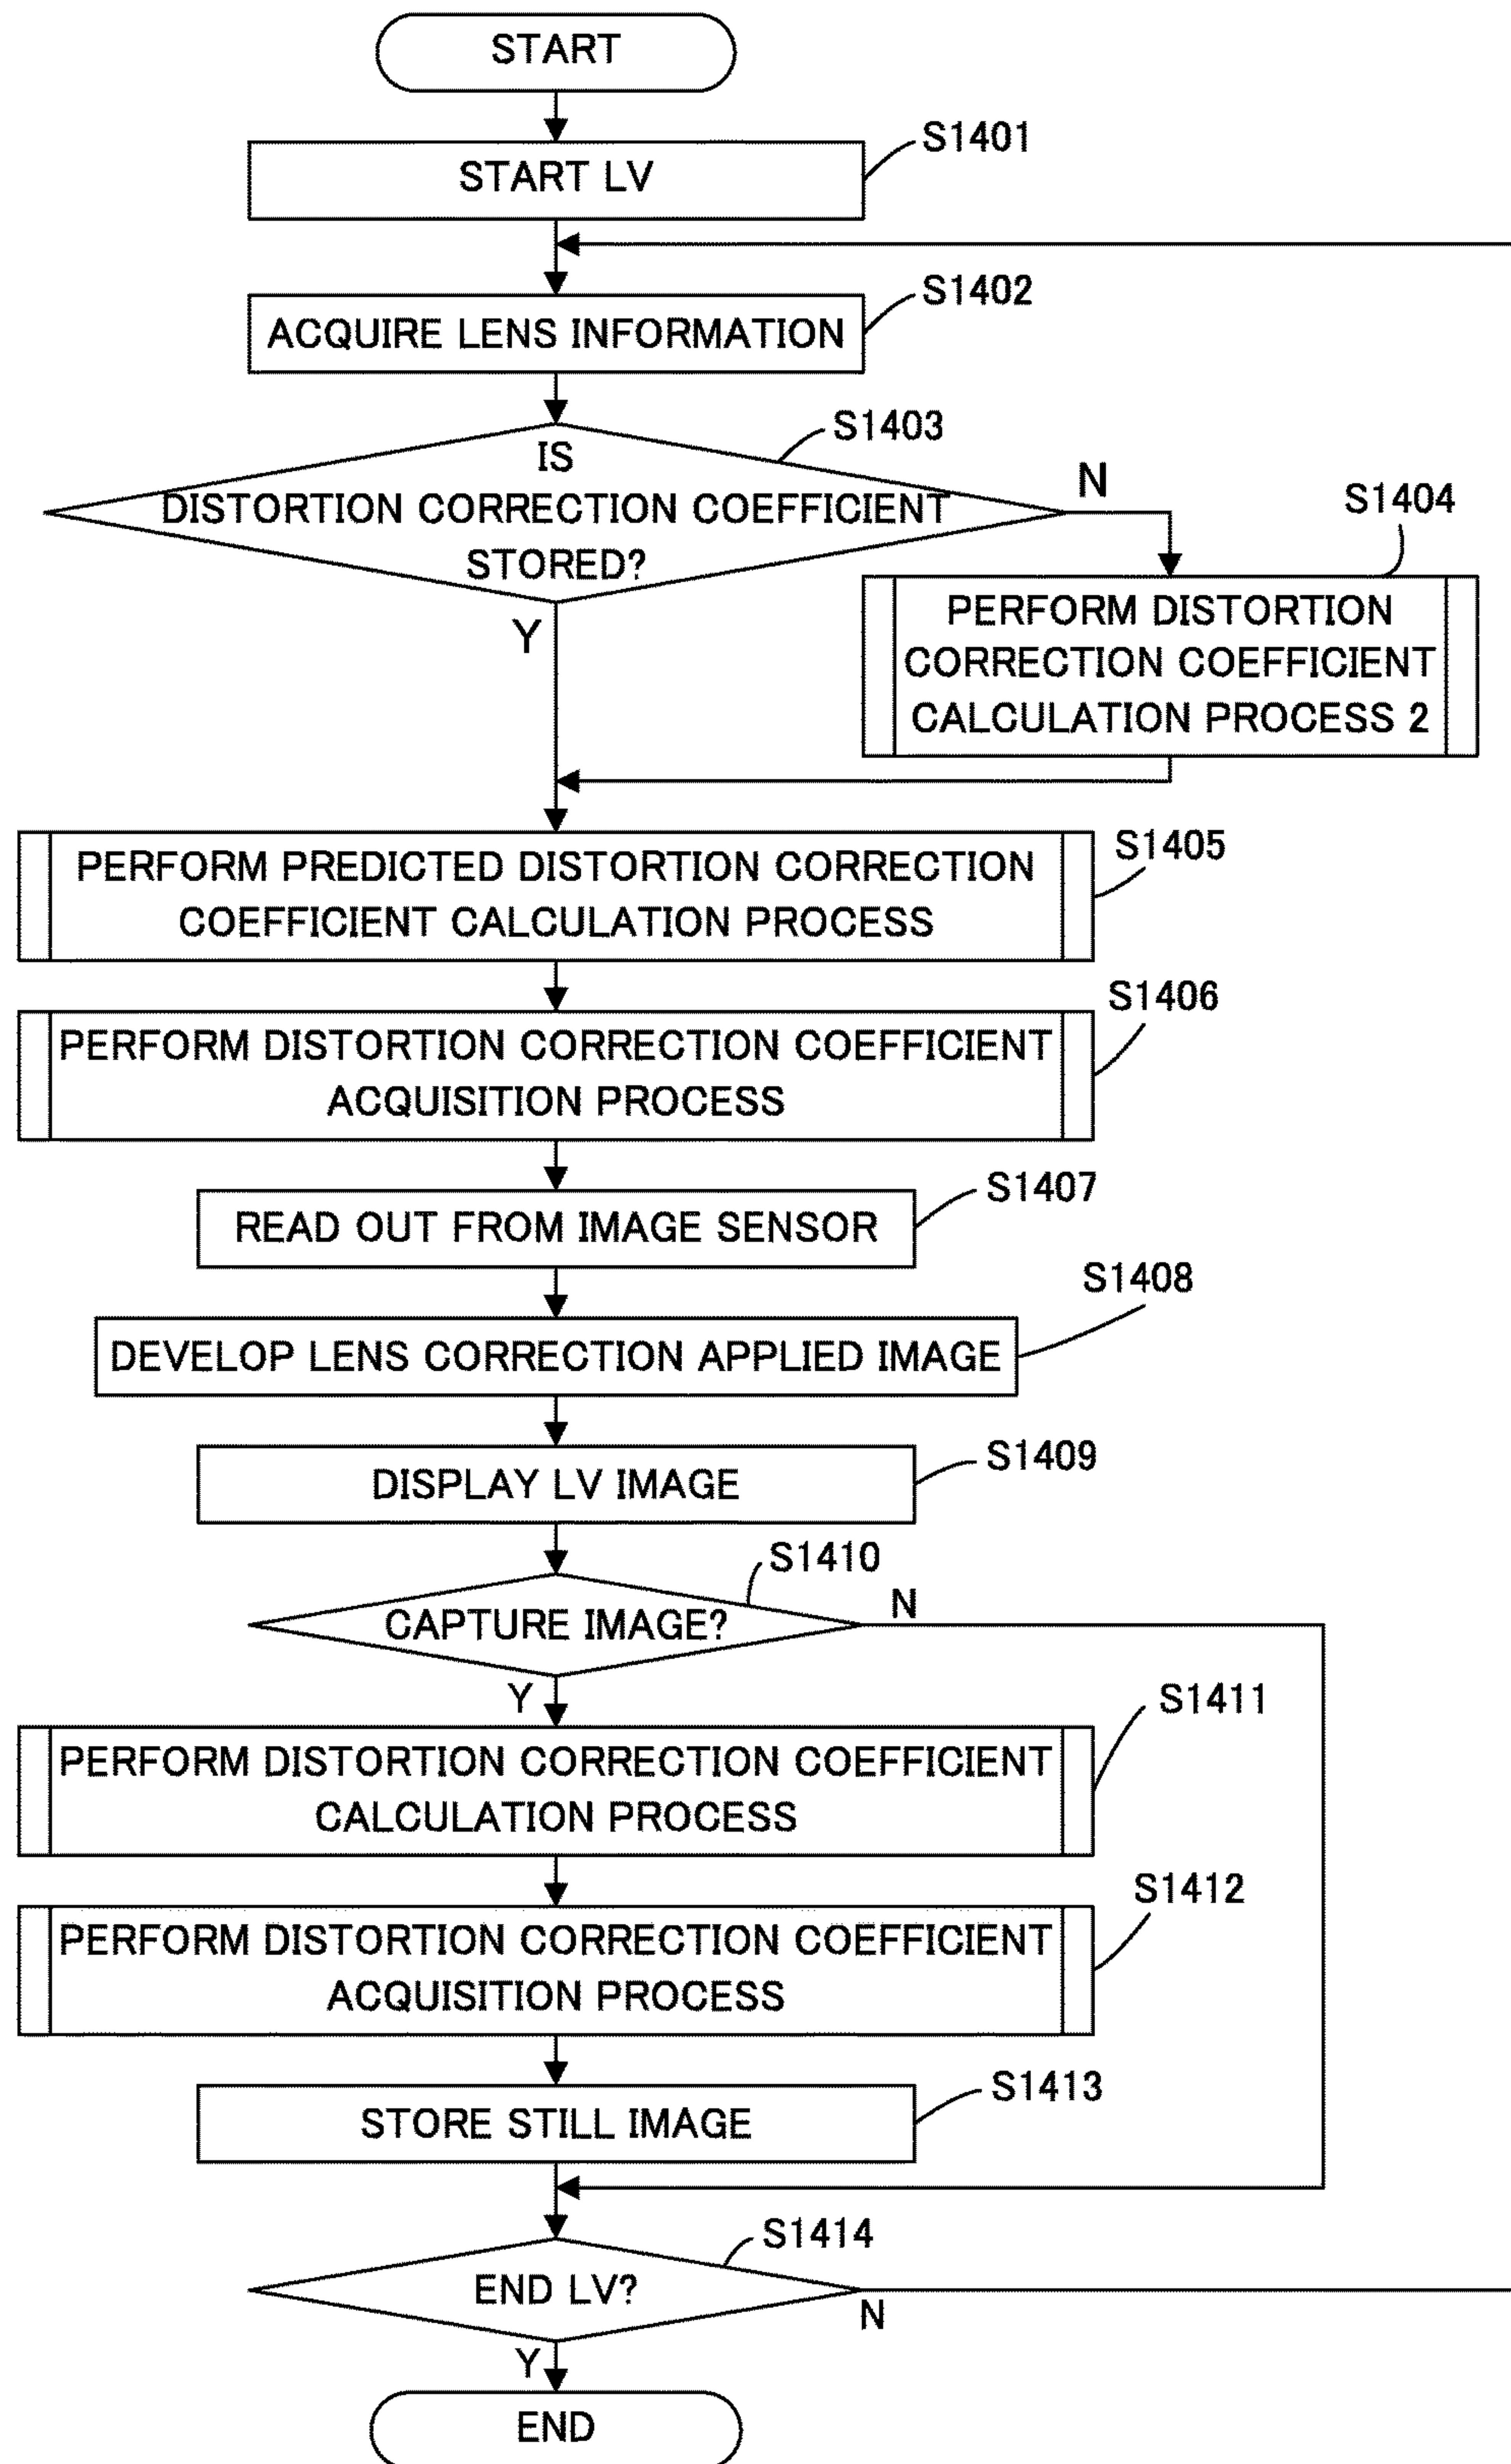 START
S1401
START LV
S1402
ACQUIRE LENS INFORMATION
S1403
IS
DISTORTION CORRECTION COEFFICIENT
STORED?
N
Y
S1404
PERFORM DISTORTION
CORRECTION COEFFICIENT
CALCULATION PROCESS 2
S1405
PERFORM PREDICTED DISTORTION CORRECTION
COEFFICIENT CALCULATION PROCESS
S1406
PERFORM DISTORTION CORRECTION COEFFICIENT
ACQUISITION PROCESS
S1407
READ OUT FROM IMAGE SENSOR
S1408
DEVELOP LENS CORRECTION APPLIED IMAGE
S1409
DISPLAY LV IMAGE
S1410
CAPTURE IMAGE?
N
Y
S1411
PERFORM DISTORTION CORRECTION COEFFICIENT
CALCULATION PROCESS
S1412
PERFORM DISTORTION CORRECTION COEFFICIENT
ACQUISITION PROCESS
S1413
STORE STILL IMAGE
S1414
END LV?
N
Y
END